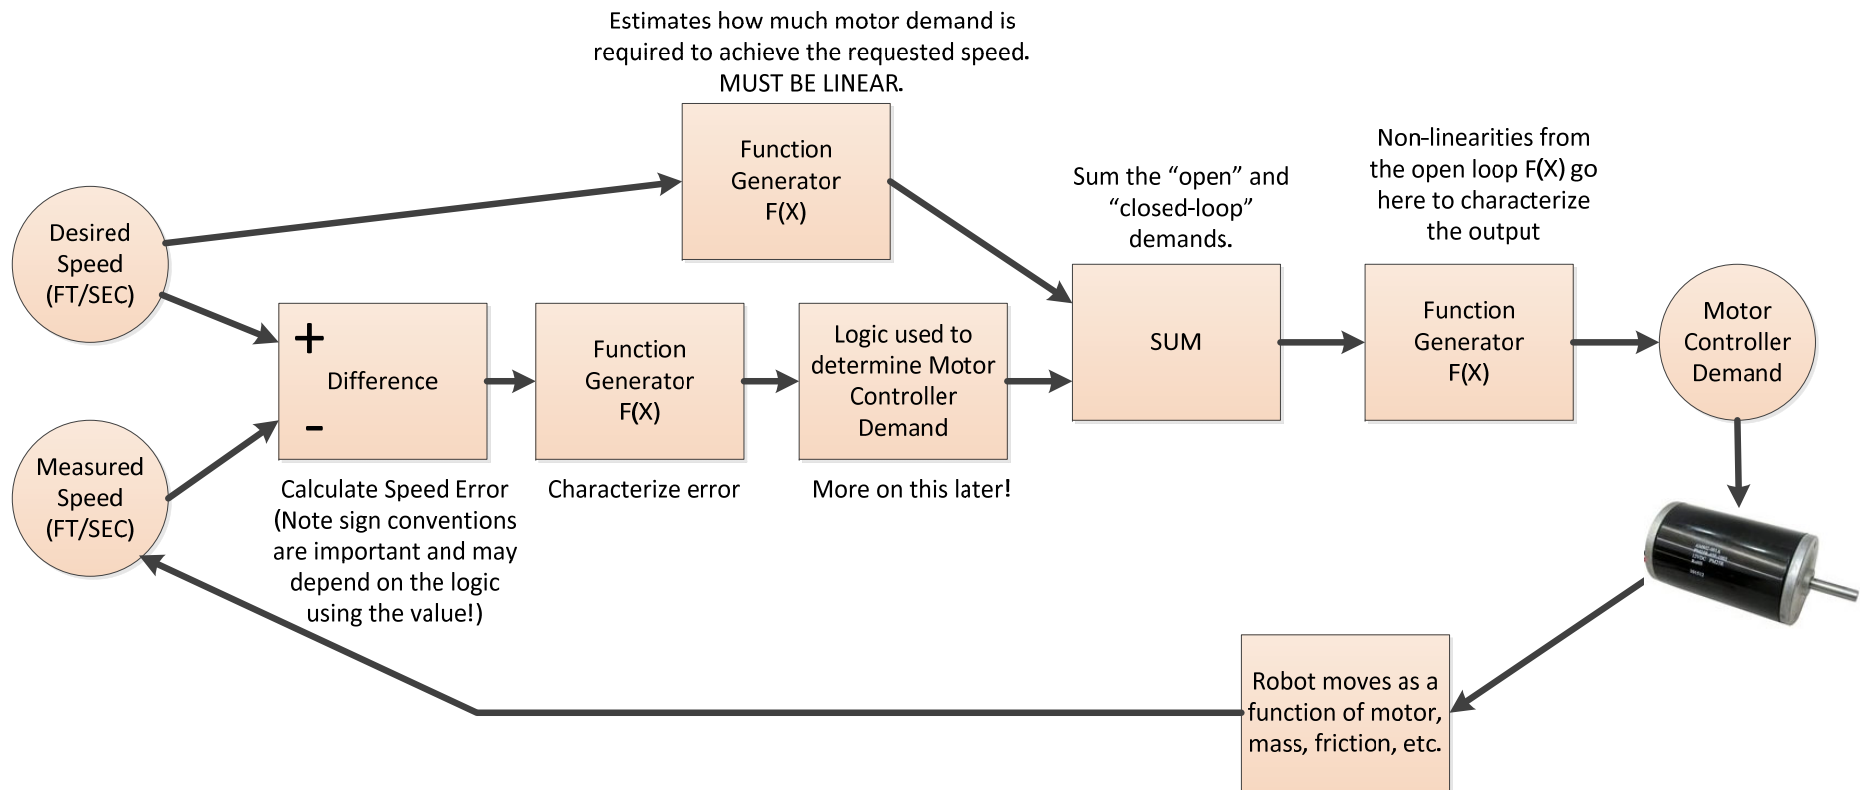 Estimates how much motor demand is
required to achieve the requested speed.
MUST BE LINEAR.
Function
Generator
F(X)
Non-linearities from
the open loop F(X) go
here to characterize
the output
Sum the “open” and
“closed-loop”
demands.
Desired
Speed
(FT/SEC)
+
Difference
-
Function
Generator
F(X)
Logic used to
determine Motor
Controller
Demand
SUM
Function
Generator
F(X)
Motor
Controller
Demand
Measured
Speed
(FT/SEC)
Calculate Speed Error
(Note sign conventions
are important and may
depend on the logic
using the value!)
Characterize error
More on this later!
Robot moves as a
function of motor,
mass, friction, etc.